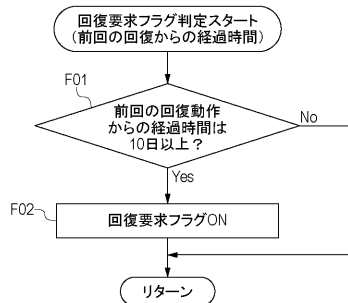 回復要求フラグ判定スタート
(前回の回復からの経過時間)
F01
前回の回復動作
からの経過時間は
10日以上?
No
Yes
F02
回復要求フラグON
リターン